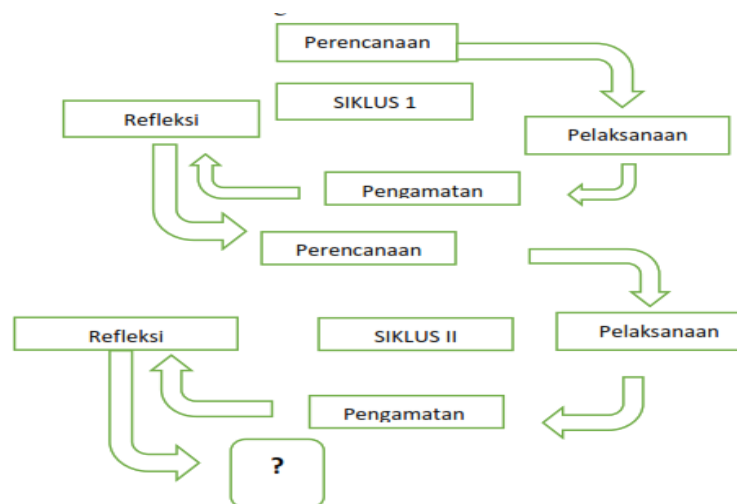 Perencanaan
SIKLUS 1
Refleksi
Pelaksanaan
Pengamatan
Perencanaan
Refleksi
SIKLUS II
Pelaksanaan
Pengamatan
?